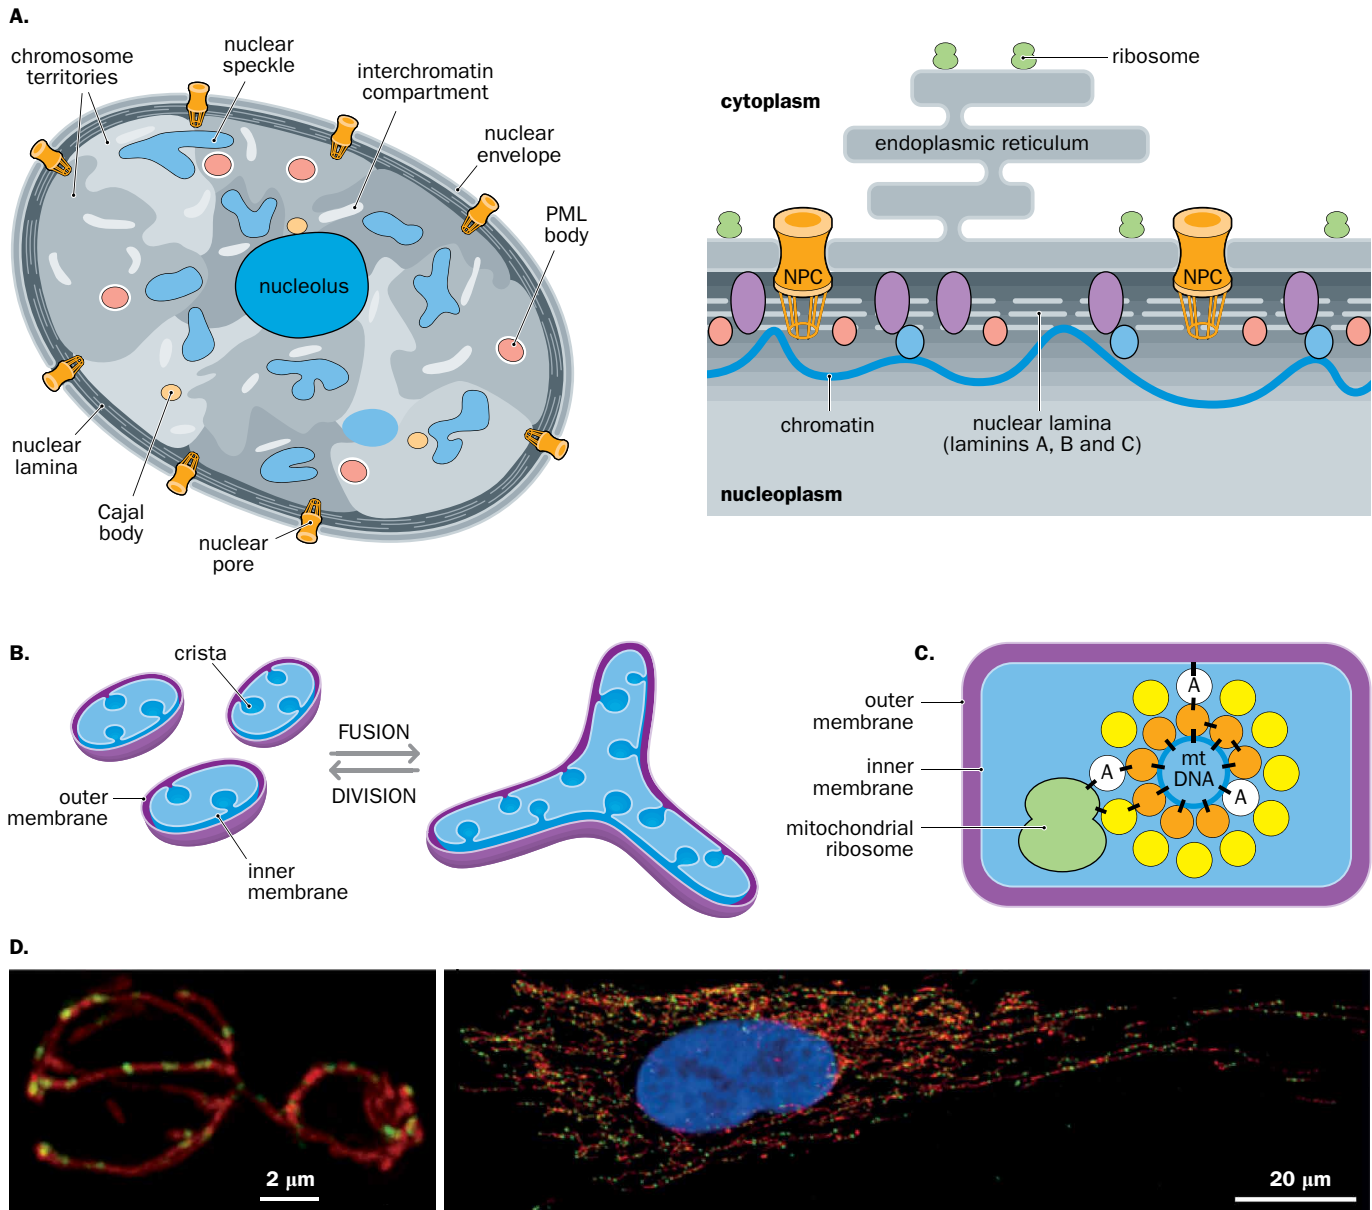 A.
chromosome
territories
nuclear
speckle
interchromatin
compartment
nuclear
envelope
PML
body
nucleolus
nuclear
lamina
Cajal
body
nuclear
pore
ribosome
cytoplasm
endoplasmic reticulum
NPC
NPC
chromatin
nuclear lamina
(laminins A, B and C)
nucleoplasm
B.
crista
FUSION
DIVISION
outer
membrane
inner
membrane
C.
outer
membrane
inner
membrane
mitochondrial
ribosome
A
A
mt
DNA
A
D.
2 μm
20 μm